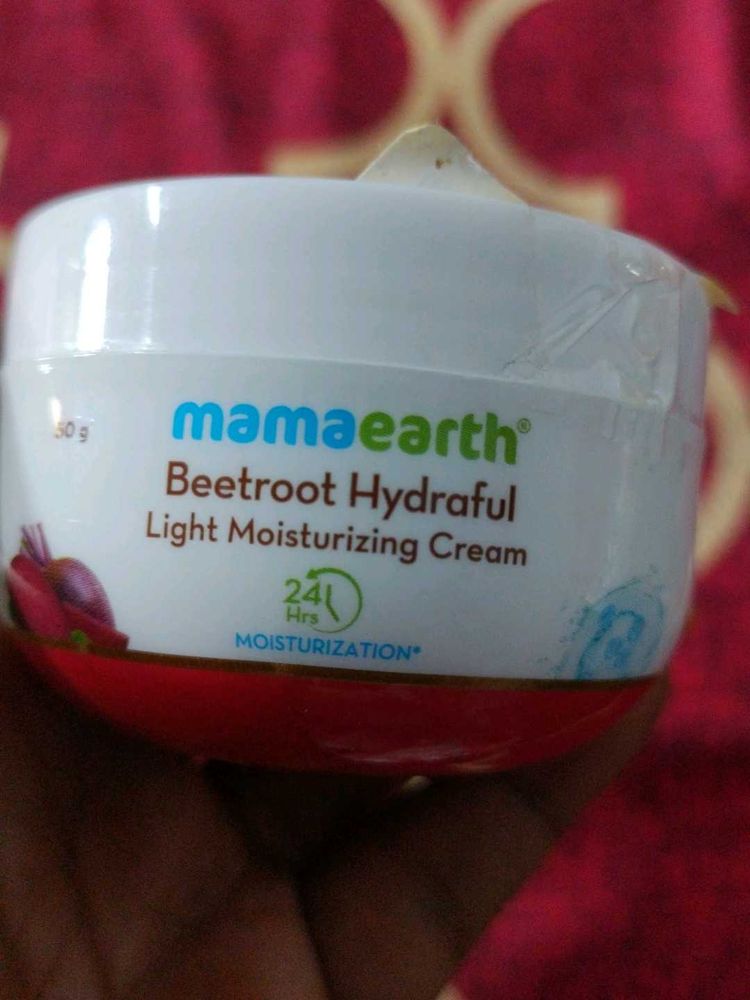 50 g
mamaearth®
Beetroot Hydraful
Light Moisturizing Cream
24
Hrs
MOISTURIZATION*